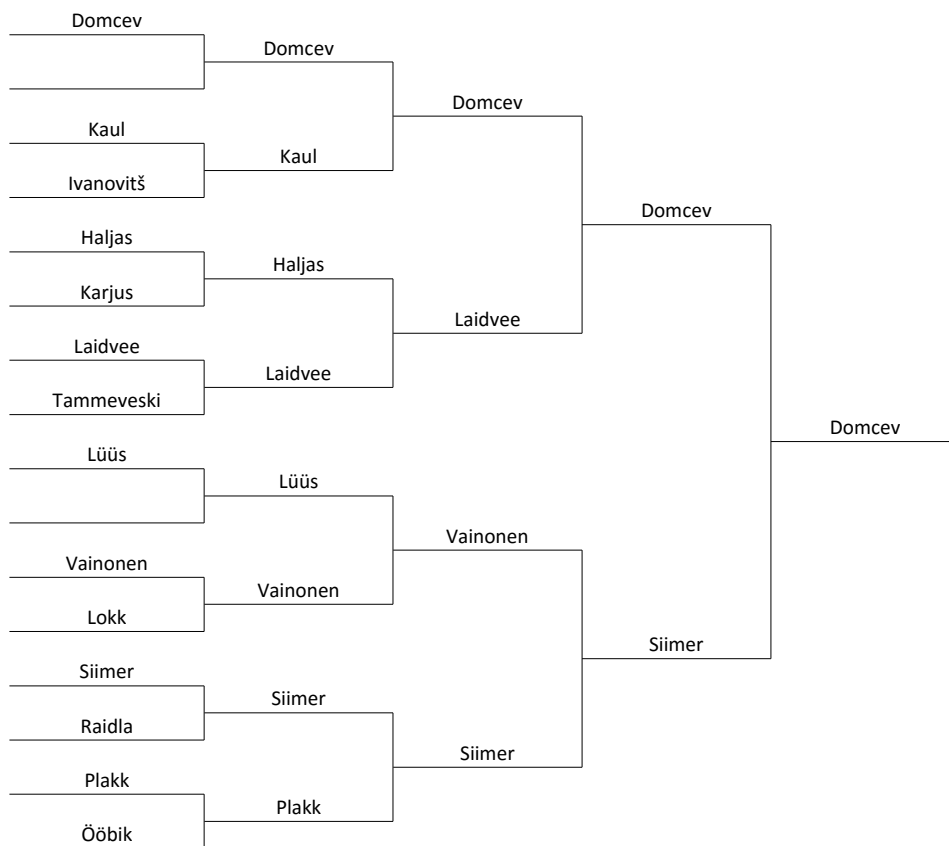 Domcev
Domcev
Domcev
Kaul
Kaul
Ivanovitš
Domcev
Haljas
Haljas
Karjus
Laidvee
Laidvee
Laidvee
Tammeveski
Domcev
Lüüs
Lüüs
Vainonen
Vainonen
Vainonen
Lokk
Siimer
Siimer
Siimer
Raidla
Siimer
Plakk
Plakk
Ööbik